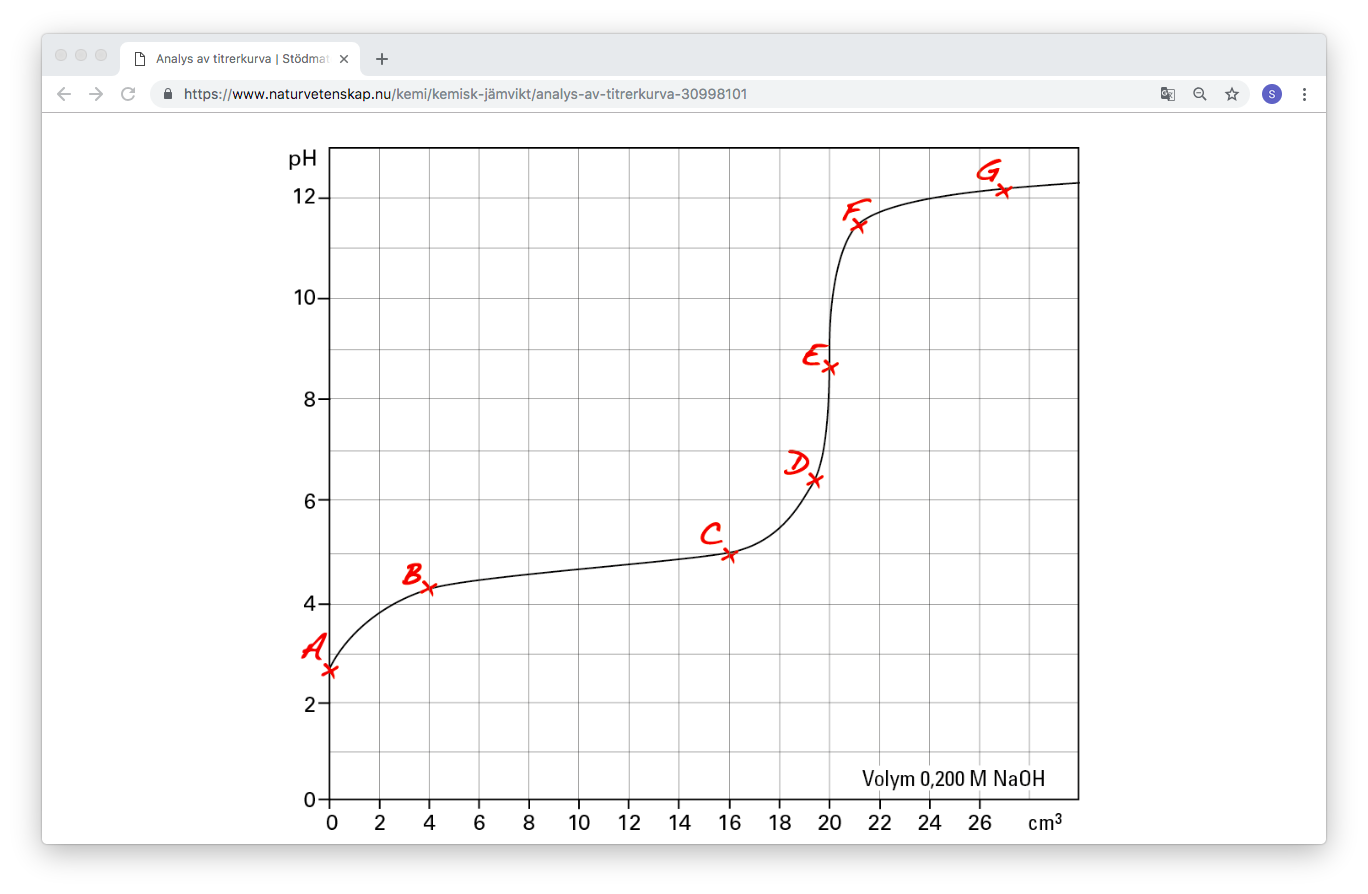 Analys av titrerkurva | Stödmat
https://www.naturvetenskap.nu/kemi/kemisk-jämvikt/analys-av-titrerkurva-30998101
S
pH
12
10
8
6
4
2
0
A
B
C
D
E
F
G
Volym 0,200 M NaOH
0 2 4 6 8 10 12 14 16 18 20 22 24 26 cm³